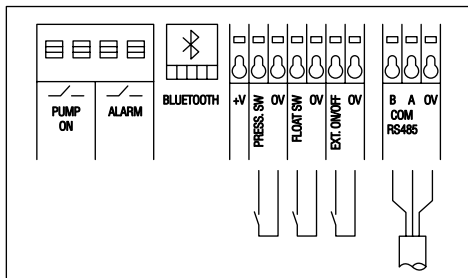 PUMP ON
ALARM
BLUETOOTH
+V
PRESS. SW
0V
FLOAT SW
0V
EXT. ON/OFF
0V
B A 0V
COM
RS485